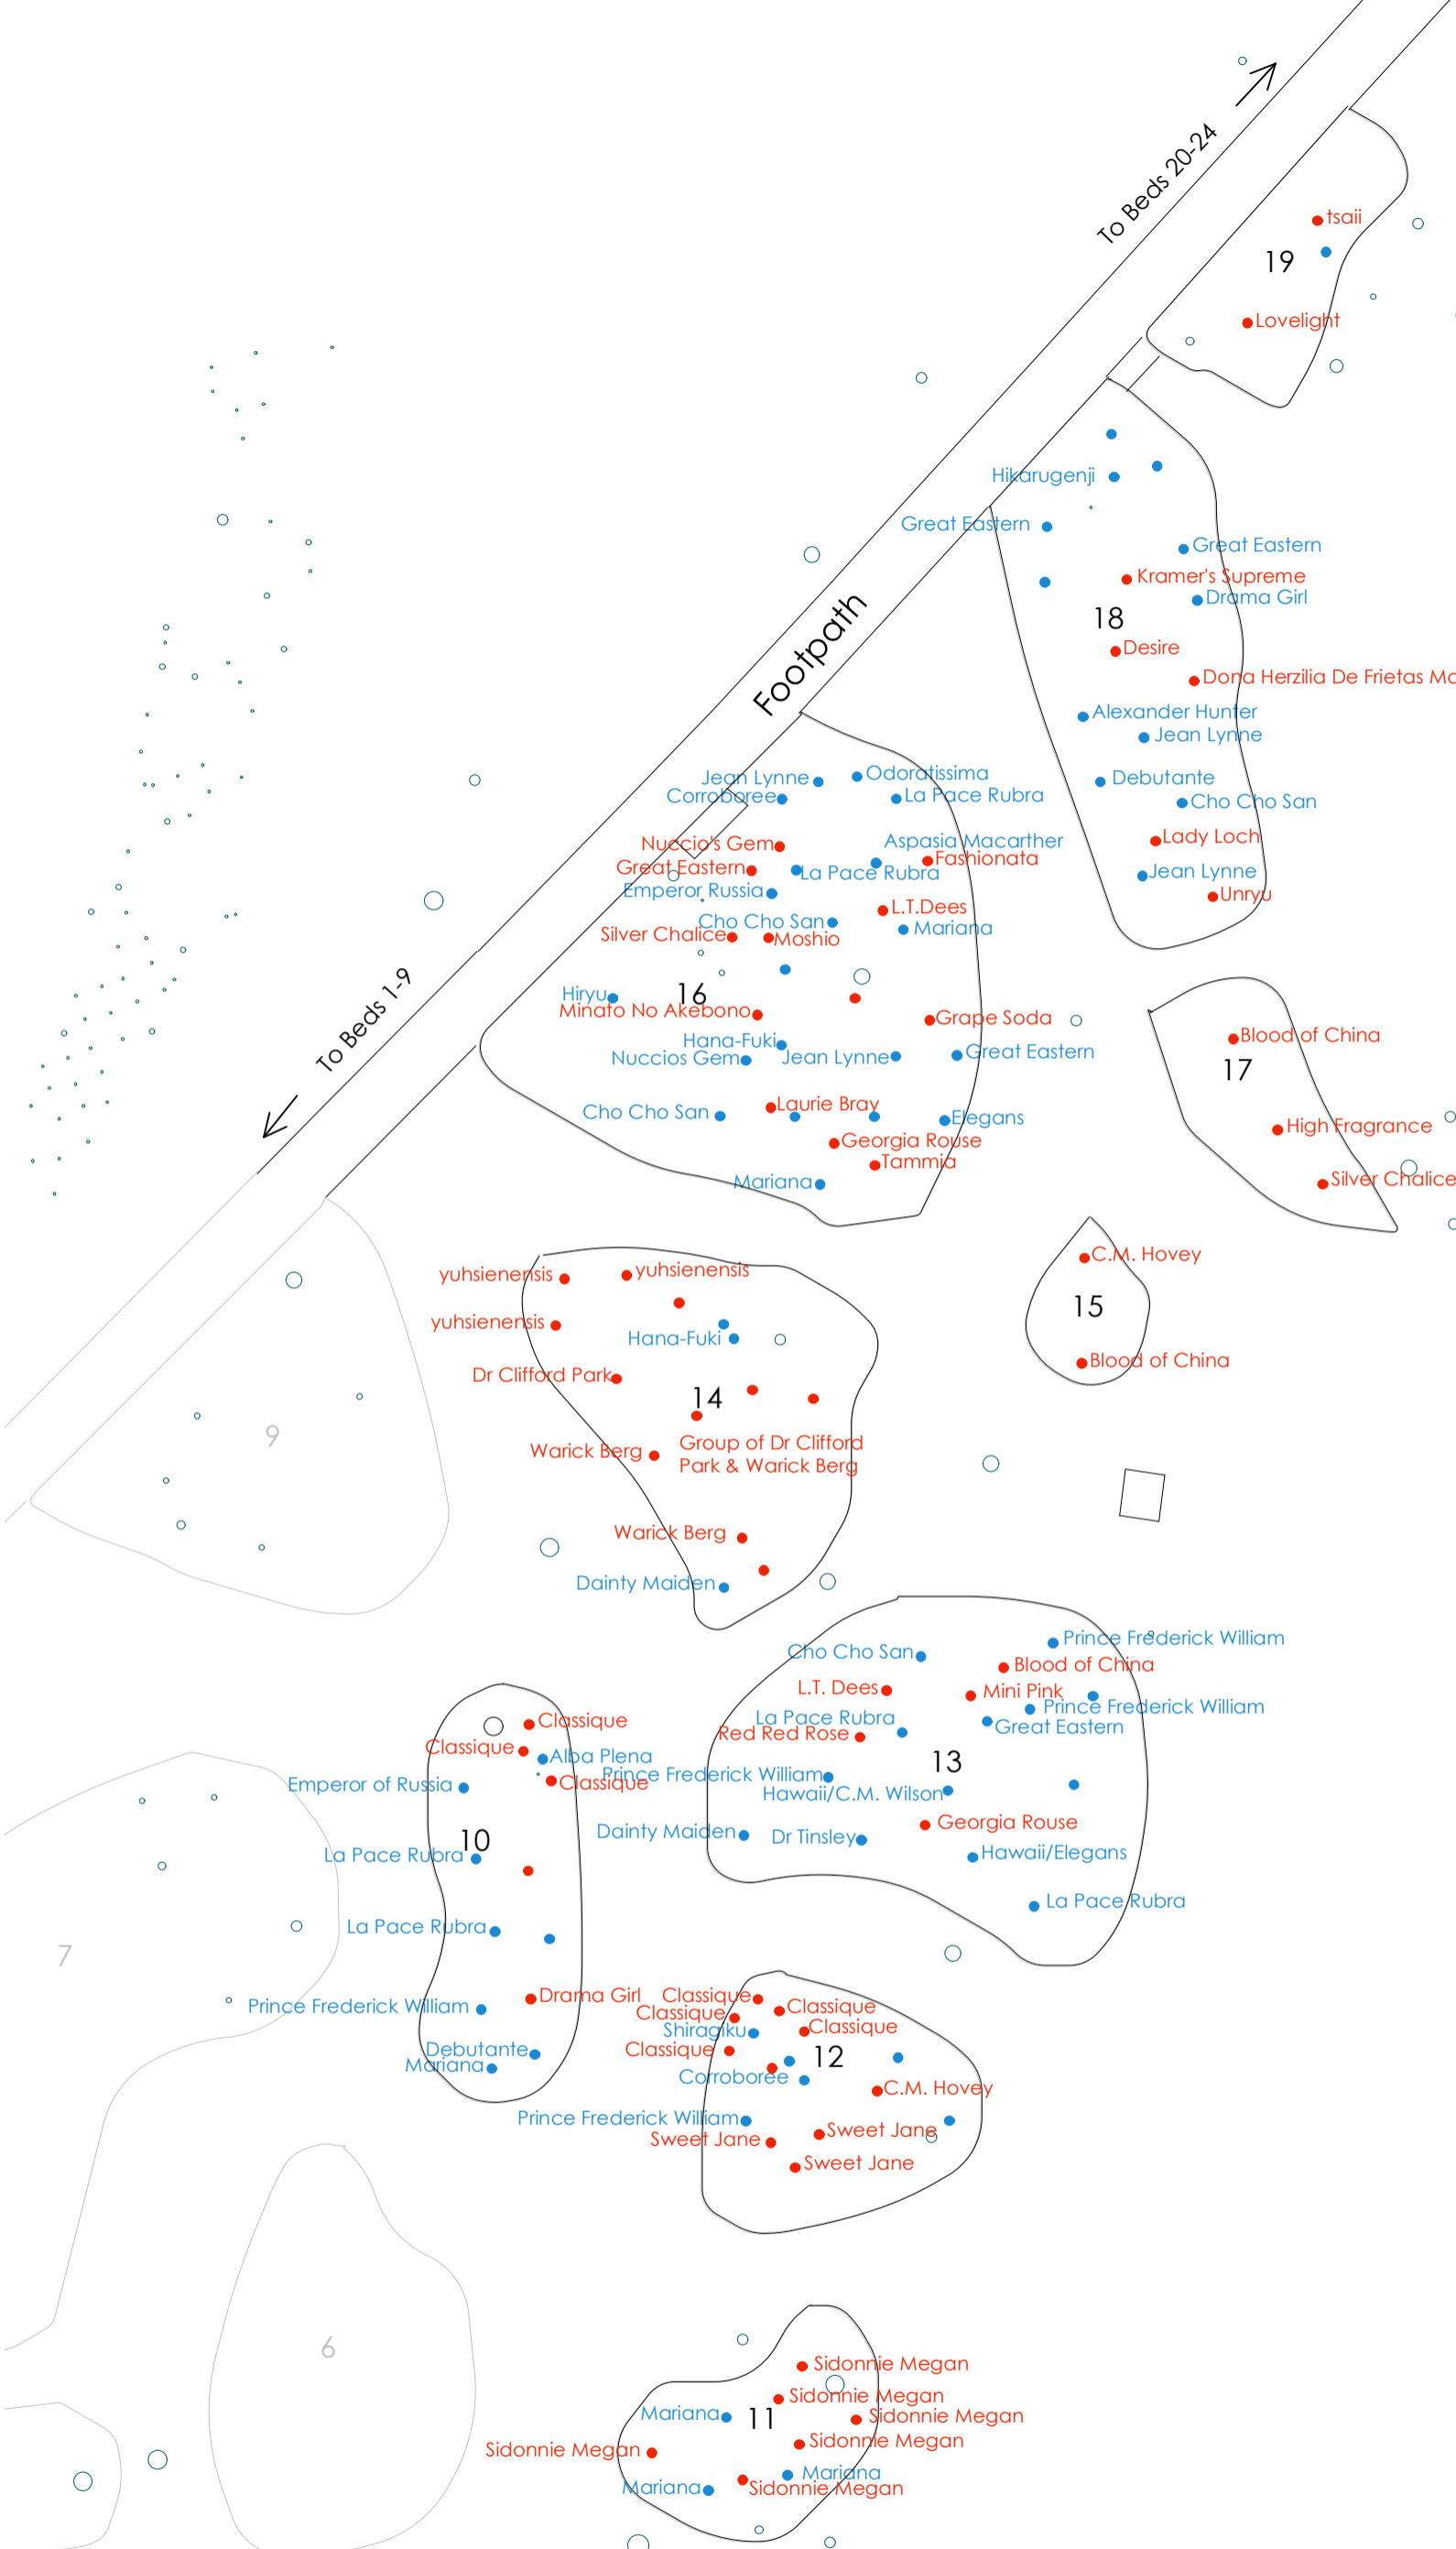 To Beds 20-24
tsaii
19
Lovelight
Hikarugenji
Great Eastern
Great Eastern
Kramer's Supreme
Drama Girl
18
Desire
Dona Herzilia De Frietas
Alexander Hunter
Jean Lynne
Debutante
Cho Cho San
Lady Loch
Jean Lynne
Unryu
Footpath
Jean Lynne
Odoratissima
Corroboree
La Pace Rubra
Nuccio's Gem
Aspasia Macarther
Fashionata
Great Eastern
La Pace Rubra
Emperor Russia
L.T.Dees
Cho Cho San
Mariana
Silver Chalice
Moshio
16
Hiryu
Minato No Akebono
Grape Soda
Hana-Fuki
Nuccios Gem
Jean Lynne
Great Eastern
Laurie Bray
Cho Cho San
Elegans
Georgia Rouse
Tammia
Mariana
To Beds 1-9
Blood of China
17
High Fragrance
Silver Chalice
C.M. Hovey
15
Blood of China
yuhsienensis
yuhsienensis
yuhsienensis
Hana-Fuki
Dr Clifford Park
14
Group of Dr Clifford
Park & Warick Berg
Warick Berg
Warick Berg
Dainty Maiden
9
Cho Cho San
Prince Frederick William
Blood of China
L.T. Dees
Mini Pink
Prince Frederick William
La Pace Rubra
Great Eastern
Red Red Rose
13
Prince Frederick William
Hawaii/C.M. Wilson
Georgia Rouse
Dainty Maiden
Dr Tinsley
Hawaii/Elegans
La Pace Rubra
Classique
Classique
Alba Plena
Classique
Emperor of Russia
10
La Pace Rubra
La Pace Rubra
Drama Girl
Prince Frederick William
Debutante
Mariana
7
Classique
Classique
Classique
Classique
Shiragiku
Classique
12
Corroboree
C.M. Hovey
Prince Frederick William
Sweet Jane
Sweet Jane
Sweet Jane
6
Sidonnie Megan
Sidonnie Megan
Mariana
11
Sidonnie Megan
Sidonnie Megan
Sidonnie Megan
Mariana
Mariana
Sidonnie Megan